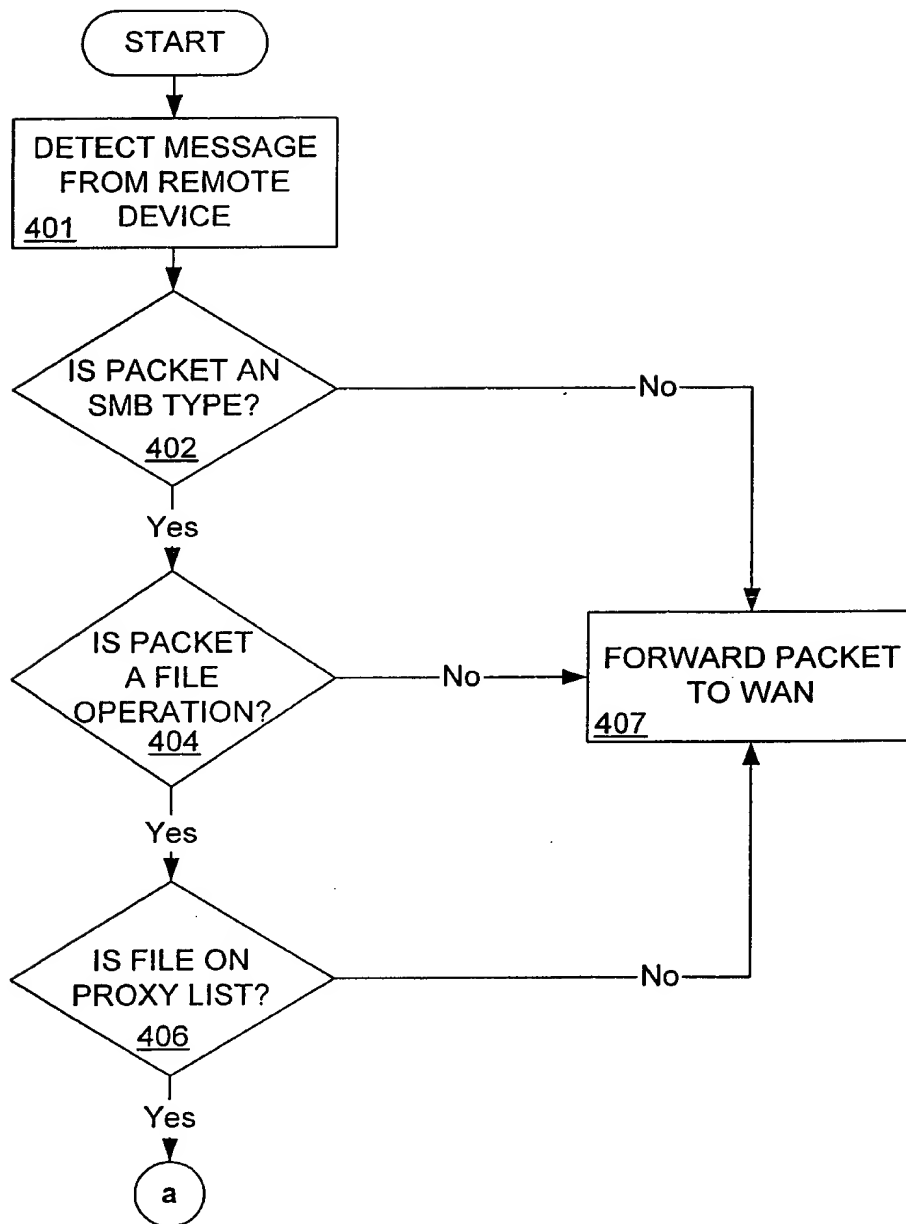 START
DETECT MESSAGE
FROM REMOTE
DEVICE
401
IS PACKET AN
SMB TYPE?
402
No
Yes
IS PACKET
A FILE
OPERATION?
404
No
FORWARD PACKET
TO WAN
407
Yes
IS FILE ON
PROXY LIST?
406
No
Yes
a